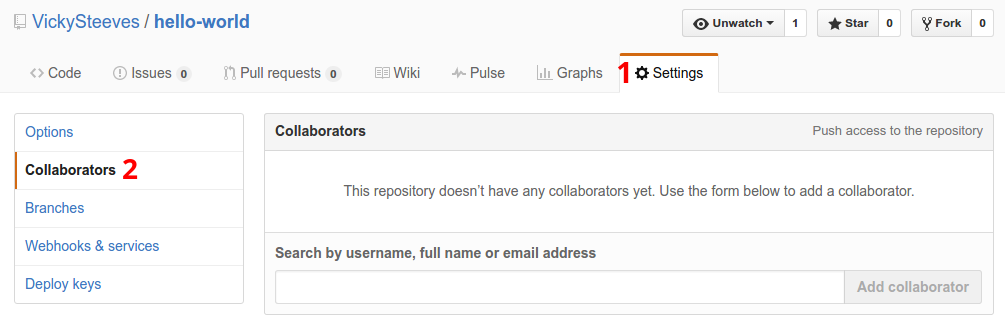 VickySteeves / hello-world
Unwatch 1 Star 0 Fork 0
Code Issues 0 Pull requests 0 Wiki Pulse Graphs 1 Settings
Options
Collaborators 2
Branches
Webhooks & services
Deploy keys
Collaborators Push access to the repository
This repository doesn't have any collaborators yet. Use the form below to add a collaborator.
Search by username, full name or email address
Add collaborator